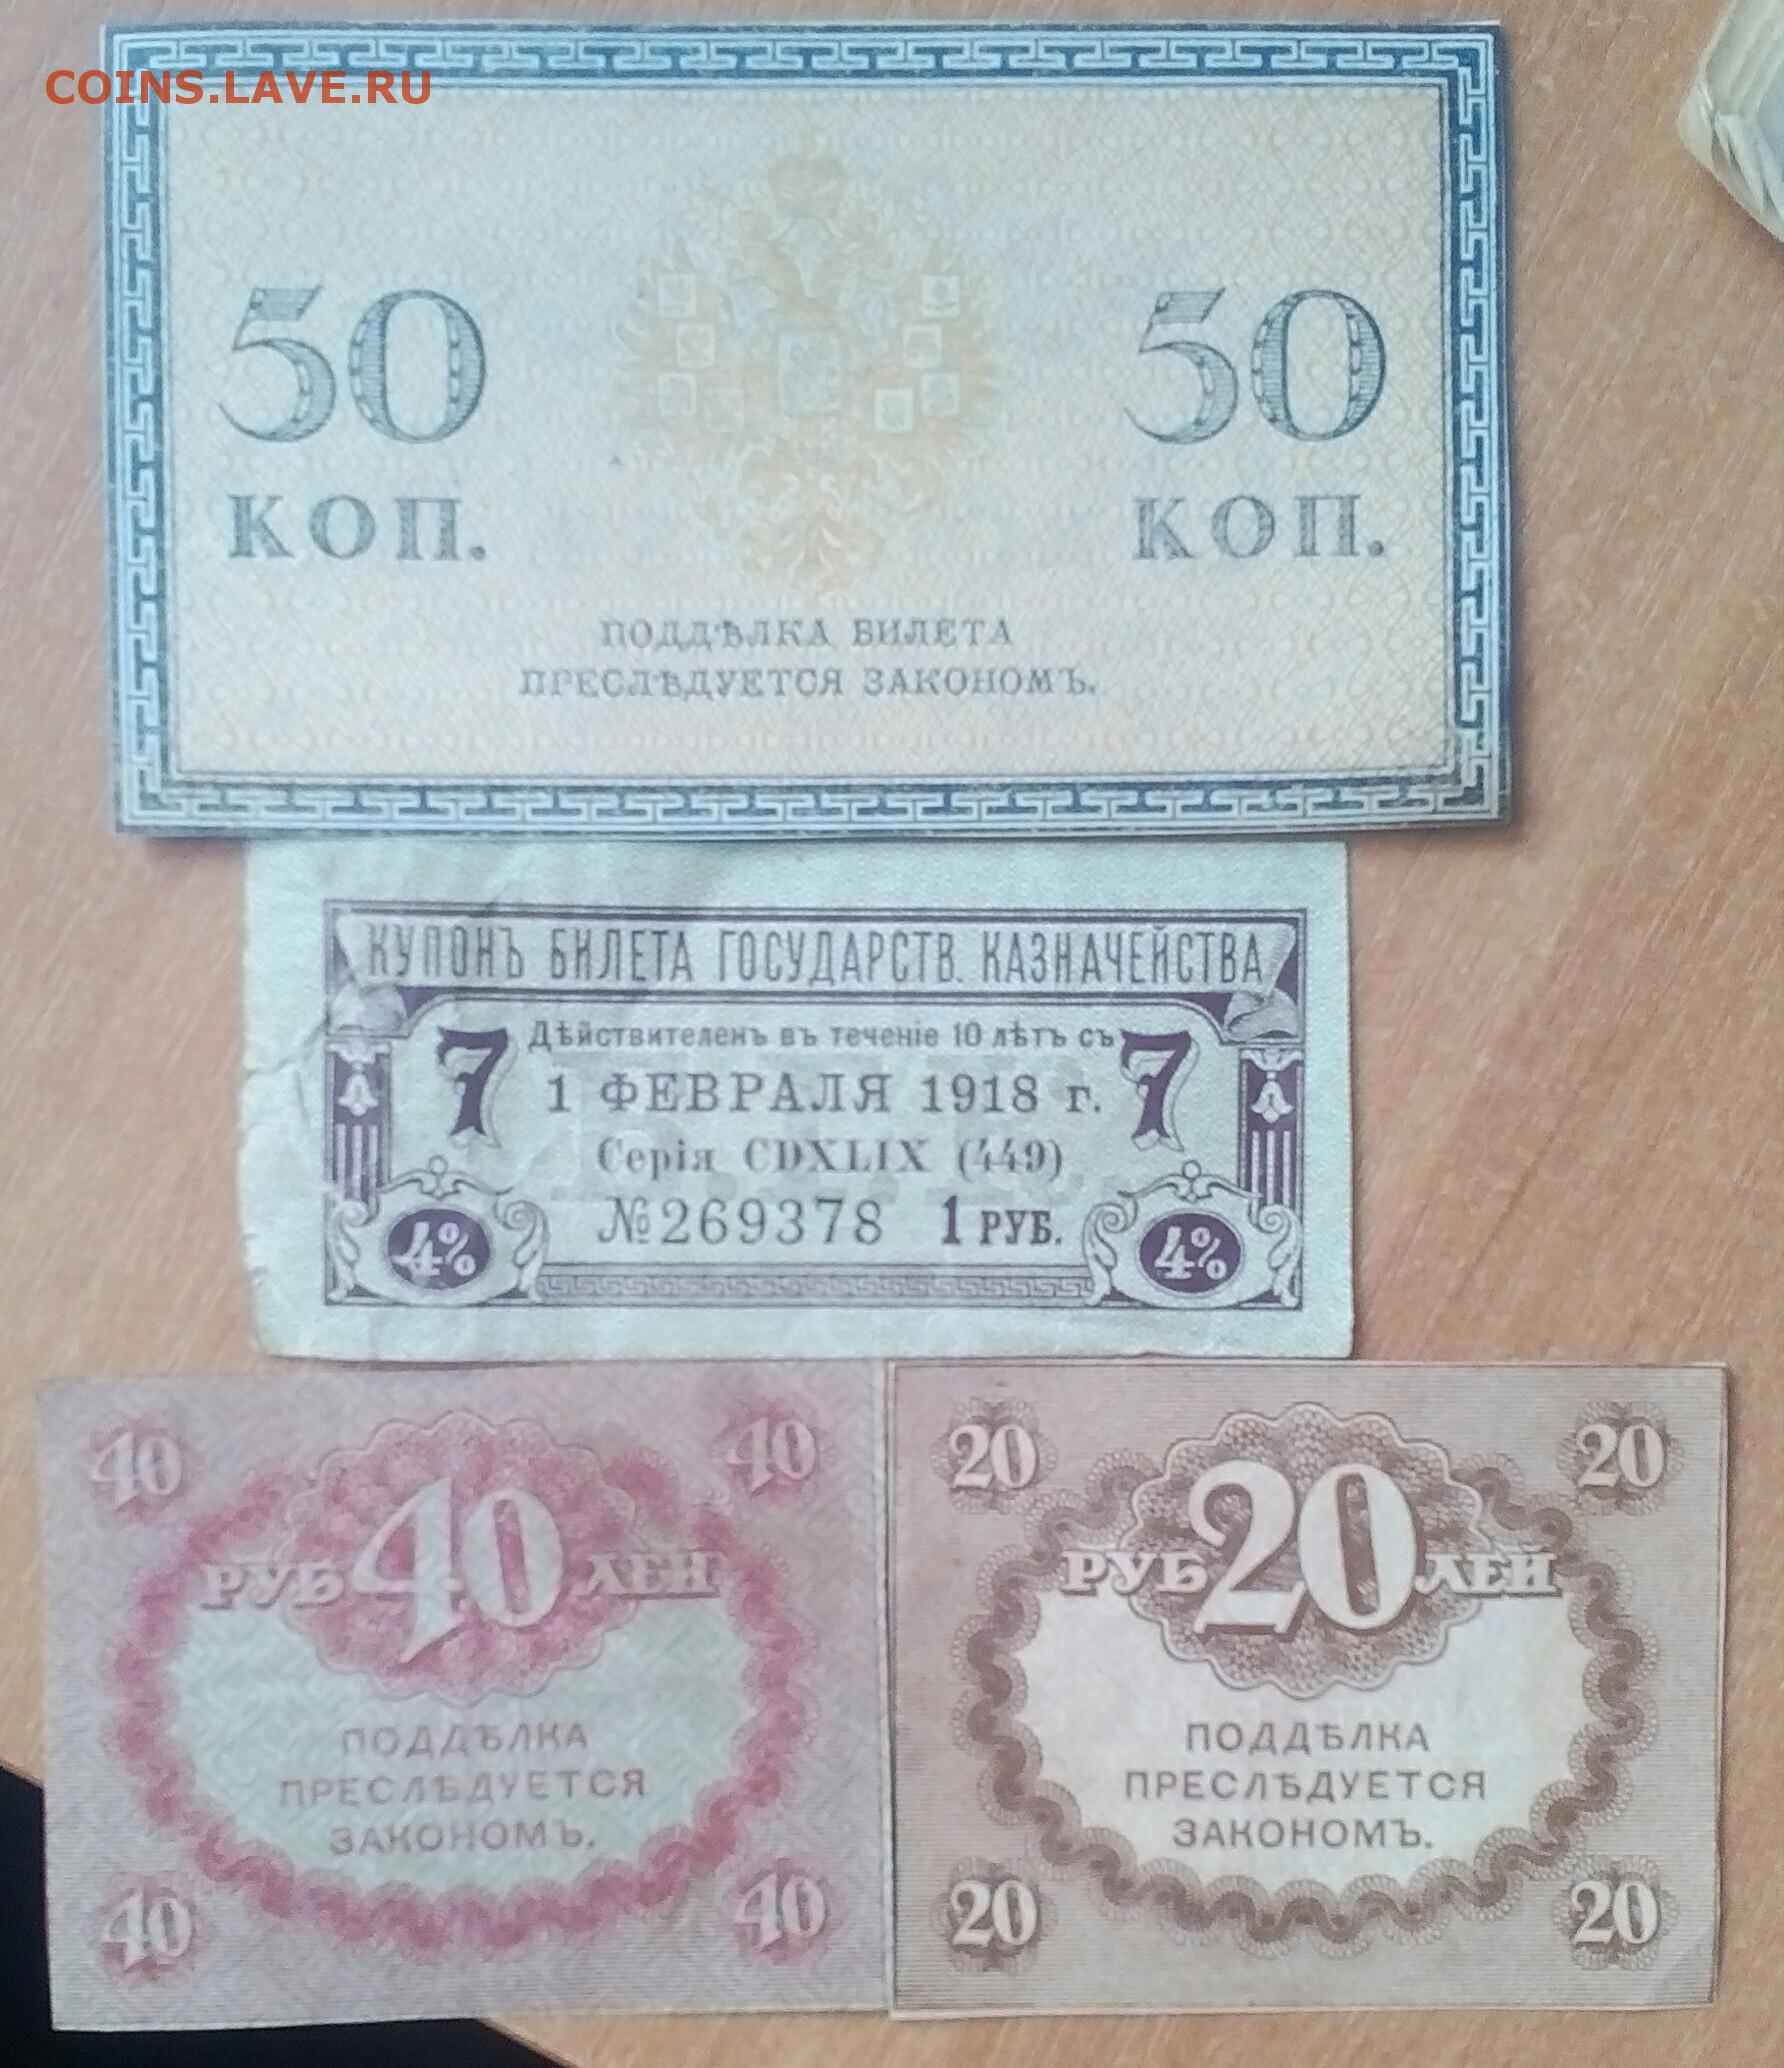 COINS.LAVE.RU
50 50
КОП. КОП.
ПОДДѢЛКА БИЛЕТА
ПРЕСЛѢДУЕТСЯ ЗАКОНОМЪ.
КУПОНЪ БИЛЕТА ГОСУДАРСТВ. КАЗНАЧЕЙСТВА
7 Дѣйствителенъ въ теченіе 10 лѣтъ съ 7
1 ФЕВРАЛЯ 1918 г.
Серія CDXLIX (449)
№269378 1 РУБ.
4% 4%
40 40
РУБ 40 ЛЕЙ
ПОДДѢЛКА
ПРЕСЛѢДУЕТСЯ
ЗАКОНОМЪ.
40 40
20 20
РУБ 20 ЛЕЙ
ПОДДѢЛКА
ПРЕСЛѢДУЕТСЯ
ЗАКОНОМЪ.
20 20